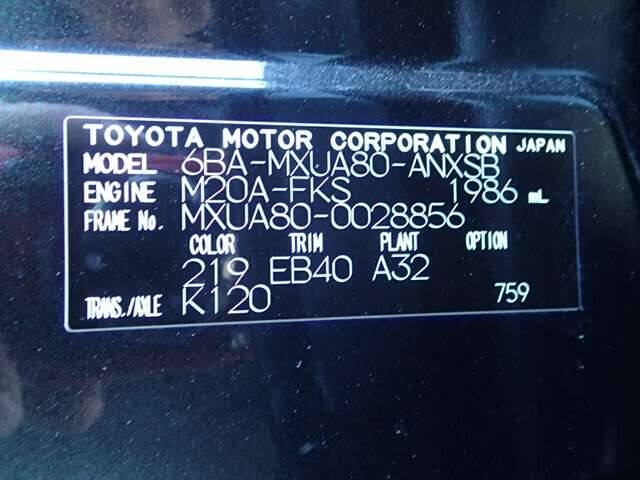 TOYOTA MOTOR CORPORATION JAPAN
MODEL 6BA-MXUA80-ANXSB
ENGINE M20A-FKS 1986 mL
FRAME No. MXUA80-0028856
COLOR TRIM PLANT OPTION
219 EB40 A32
TRANS./AXLE K120 759